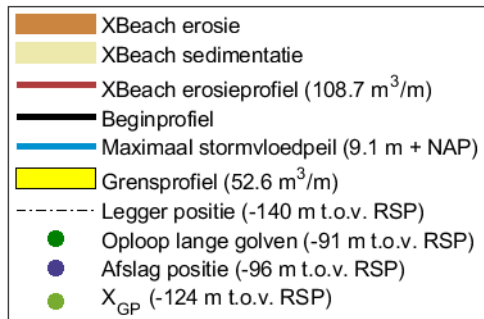 XBeach erosie
XBeach sedimentatie
XBeach erosieprofiel (108.7 m³/m)
Beginprofiel
Maximaal stormvloedpeil (9.1 m + NAP)
Grensprofiel (52.6 m³/m)
Legger positie (-140 m t.o.v. RSP)
Oploop lange golven (-91 m t.o.v. RSP)
Afslag positie (-96 m t.o.v. RSP)
X_GP (-124 m t.o.v. RSP)